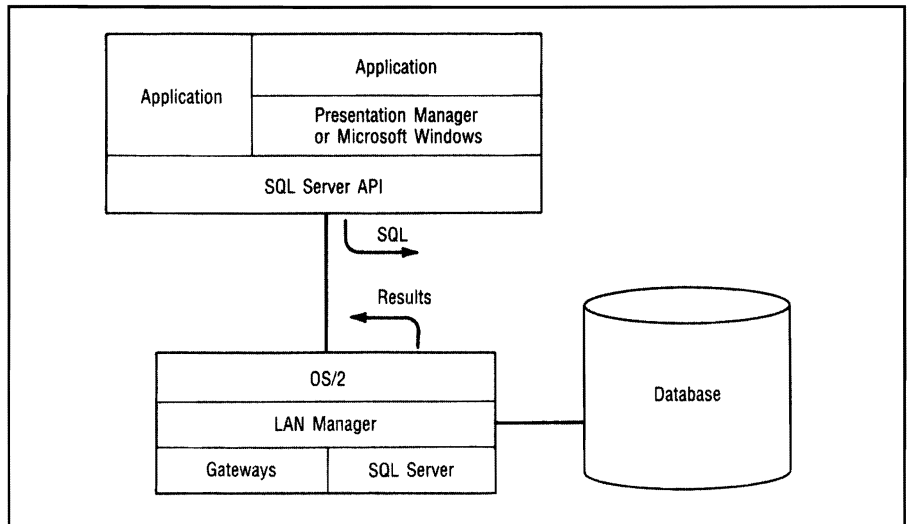 Application
Application
Presentation Manager
or Microsoft Windows
SQL Server API
SQL
Results
OS/2
LAN Manager
Gateways
SQL Server
Database